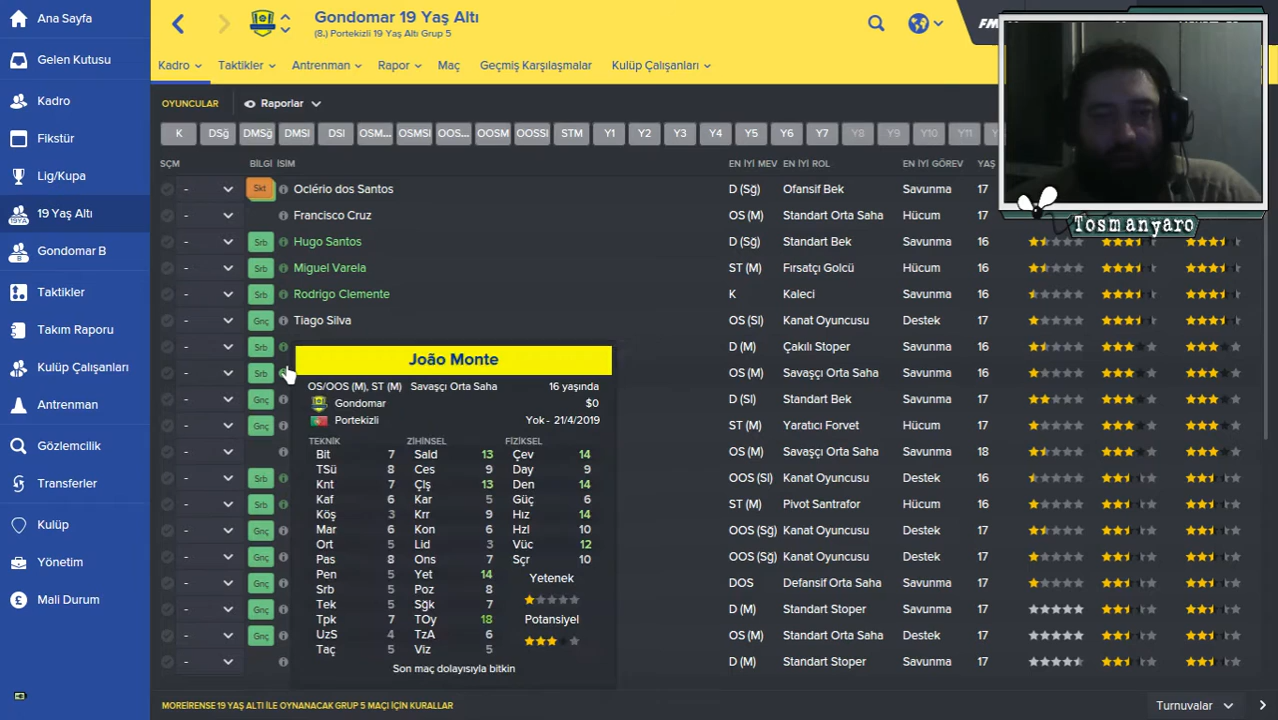 Ana Sayfa
Gelen Kutusu
Kadro
Fikstür
Lig/Kupa
19 Yaş Altı
Gondomar B
Taktikler
Takım Raporu
Kulüp Çalışanları
Antrenman
Gözlemcilik
Transferler
Kulüp
Yönetim
Mali Durum
Gondomar 19 Yaş Altı
(8.) Portekizli 19 Yaş Altı Grup 5
Kadro Taktikler Antrenman Rapor Maç Geçmiş Karşılaşmalar Kulüp Çalışanları
OYUNCULAR Raporlar
K DSğ DMSğ DMSl DSl OSM... OSMSl OOS... OOSM OOSSl STM Y1 Y2 Y3 Y4 Y5 Y6 Y7 Y8 Y9 Y10 Y11
SÇM BİLGİ İSİM EN İYİ MEV EN İYİ ROL EN İYİ GÖREV YAŞ
- Skt Oclério dos Santos D (Sğ) Ofansif Bek Savunma 17
- Francisco Cruz OS (M) Standart Orta Saha Hücum 17
- Srb Hugo Santos D (Sğ) Standart Bek Savunma 16
- Srb Miguel Varela ST (M) Fırsatçı Golcü Hücum 16
- Srb Rodrigo Clemente K Kaleci Savunma 16
- Gnç Tiago Silva OS (Sl) Kanat Oyuncusu Destek 17
- Srb D (M) Çakılı Stoper Savunma 16
- Srb OS (M) Savaşçı Orta Saha Savunma 16
- Gnç D (Sl) Standart Bek Savunma 17
- Gnç ST (M) Yaratıcı Forvet Hücum 17
- OS (M) Savaşçı Orta Saha Savunma 18
- Srb OOS (Sl) Kanat Oyuncusu Destek 16
- Srb ST (M) Pivot Santrafor Hücum 16
- Gnç OOS (Sğ) Kanat Oyuncusu Destek 17
- Gnç OOS (Sğ) Kanat Oyuncusu Destek 17
- Gnç DOS Defansif Orta Saha Savunma 17
- Gnç D (M) Standart Stoper Savunma 17
- Gnç OS (M) Standart Orta Saha Savunma 17
- D (M) Standart Stoper Savunma 17
João Monte
OS/OOS (M), ST (M) Savaşçı Orta Saha 16 yaşında
Gondomar $0
Portekizli Yok - 21/4/2019
TEKNİK ZİHİNSEL FİZİKSEL
Bit 7 Sald 13 Çev 14
TSü 8 Ces 9 Day 9
Knt 7 Çlş 13 Den 14
Kaf 6 Kar 5 Güç 6
Köş 3 Krr 9 Hız 14
Mar 6 Kon 6 Hzl 10
Ort 5 Lid 3 Vüc 12
Pas 8 Ons 7 Sçr 10
Pen 5 Yet 14
Srb 5 Poz 8
Tek 5 Sğk 7
Tpk 7 TOy 18
UzS 4 TzA 6
Taç 5 Viz 5
Yetenek
Potansiyel
Son maç dolayısıyla bitkin
MOREİRENSE 19 YAŞ ALTI İLE OYNANACAK GRUP 5 MAÇI İÇİN KURALLAR
Turnuvalar
Tosmanyaro